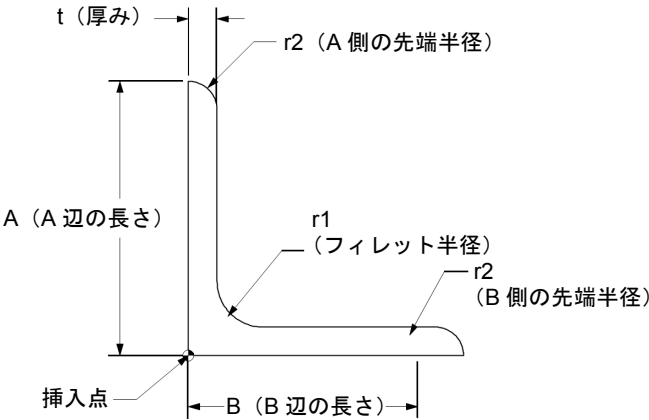 t（厚み）
r2（A 側の先端半径）
A（A 辺の長さ）
r1
（フィレット半径）
r2
（B 側の先端半径）
挿入点
B（B 辺の長さ）